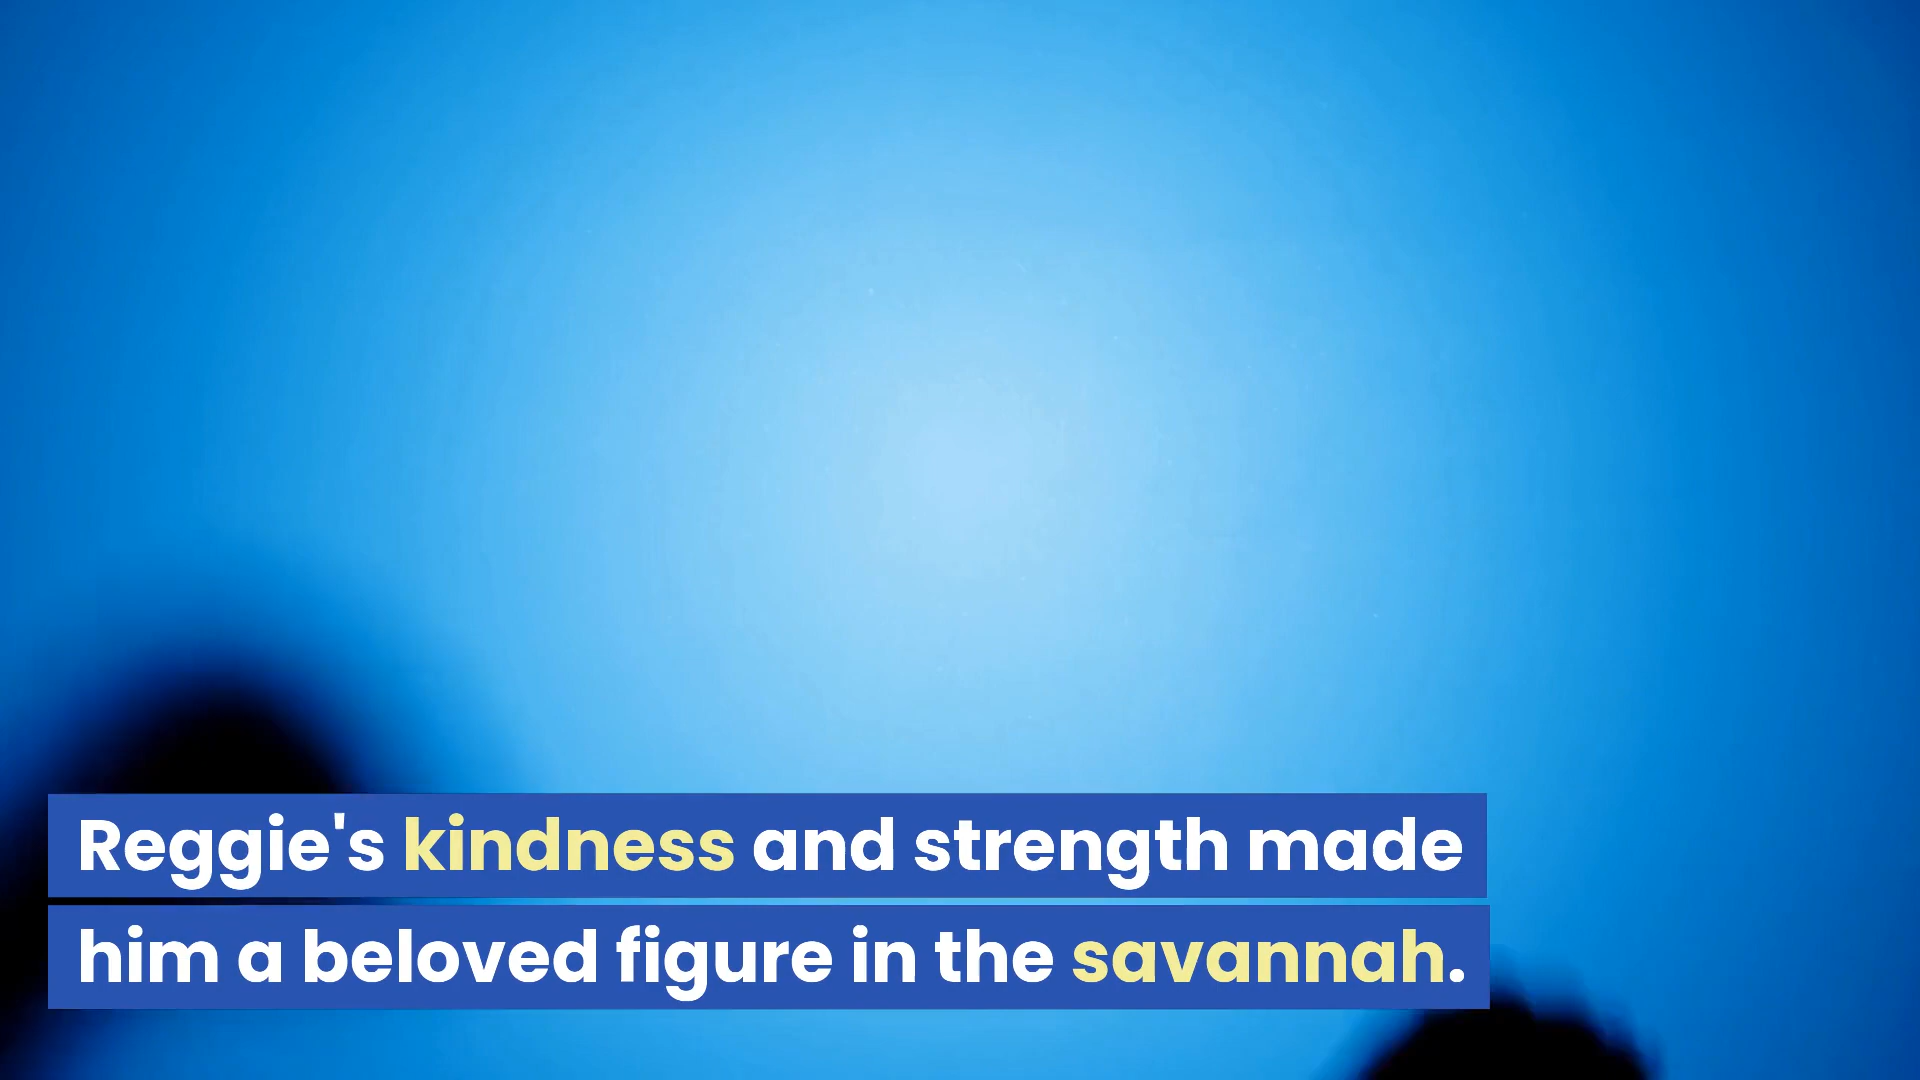 Reggie's kindness and strength made
him a beloved figure in the savannah.